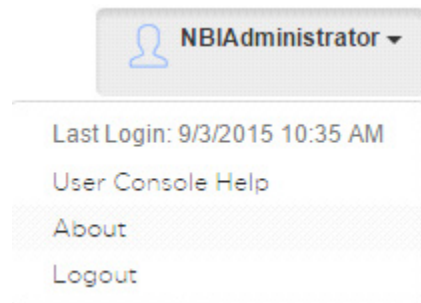 NBIAdministrator
Last Login: 9/3/2015 10:35 AM
User Console Help
About
Logout